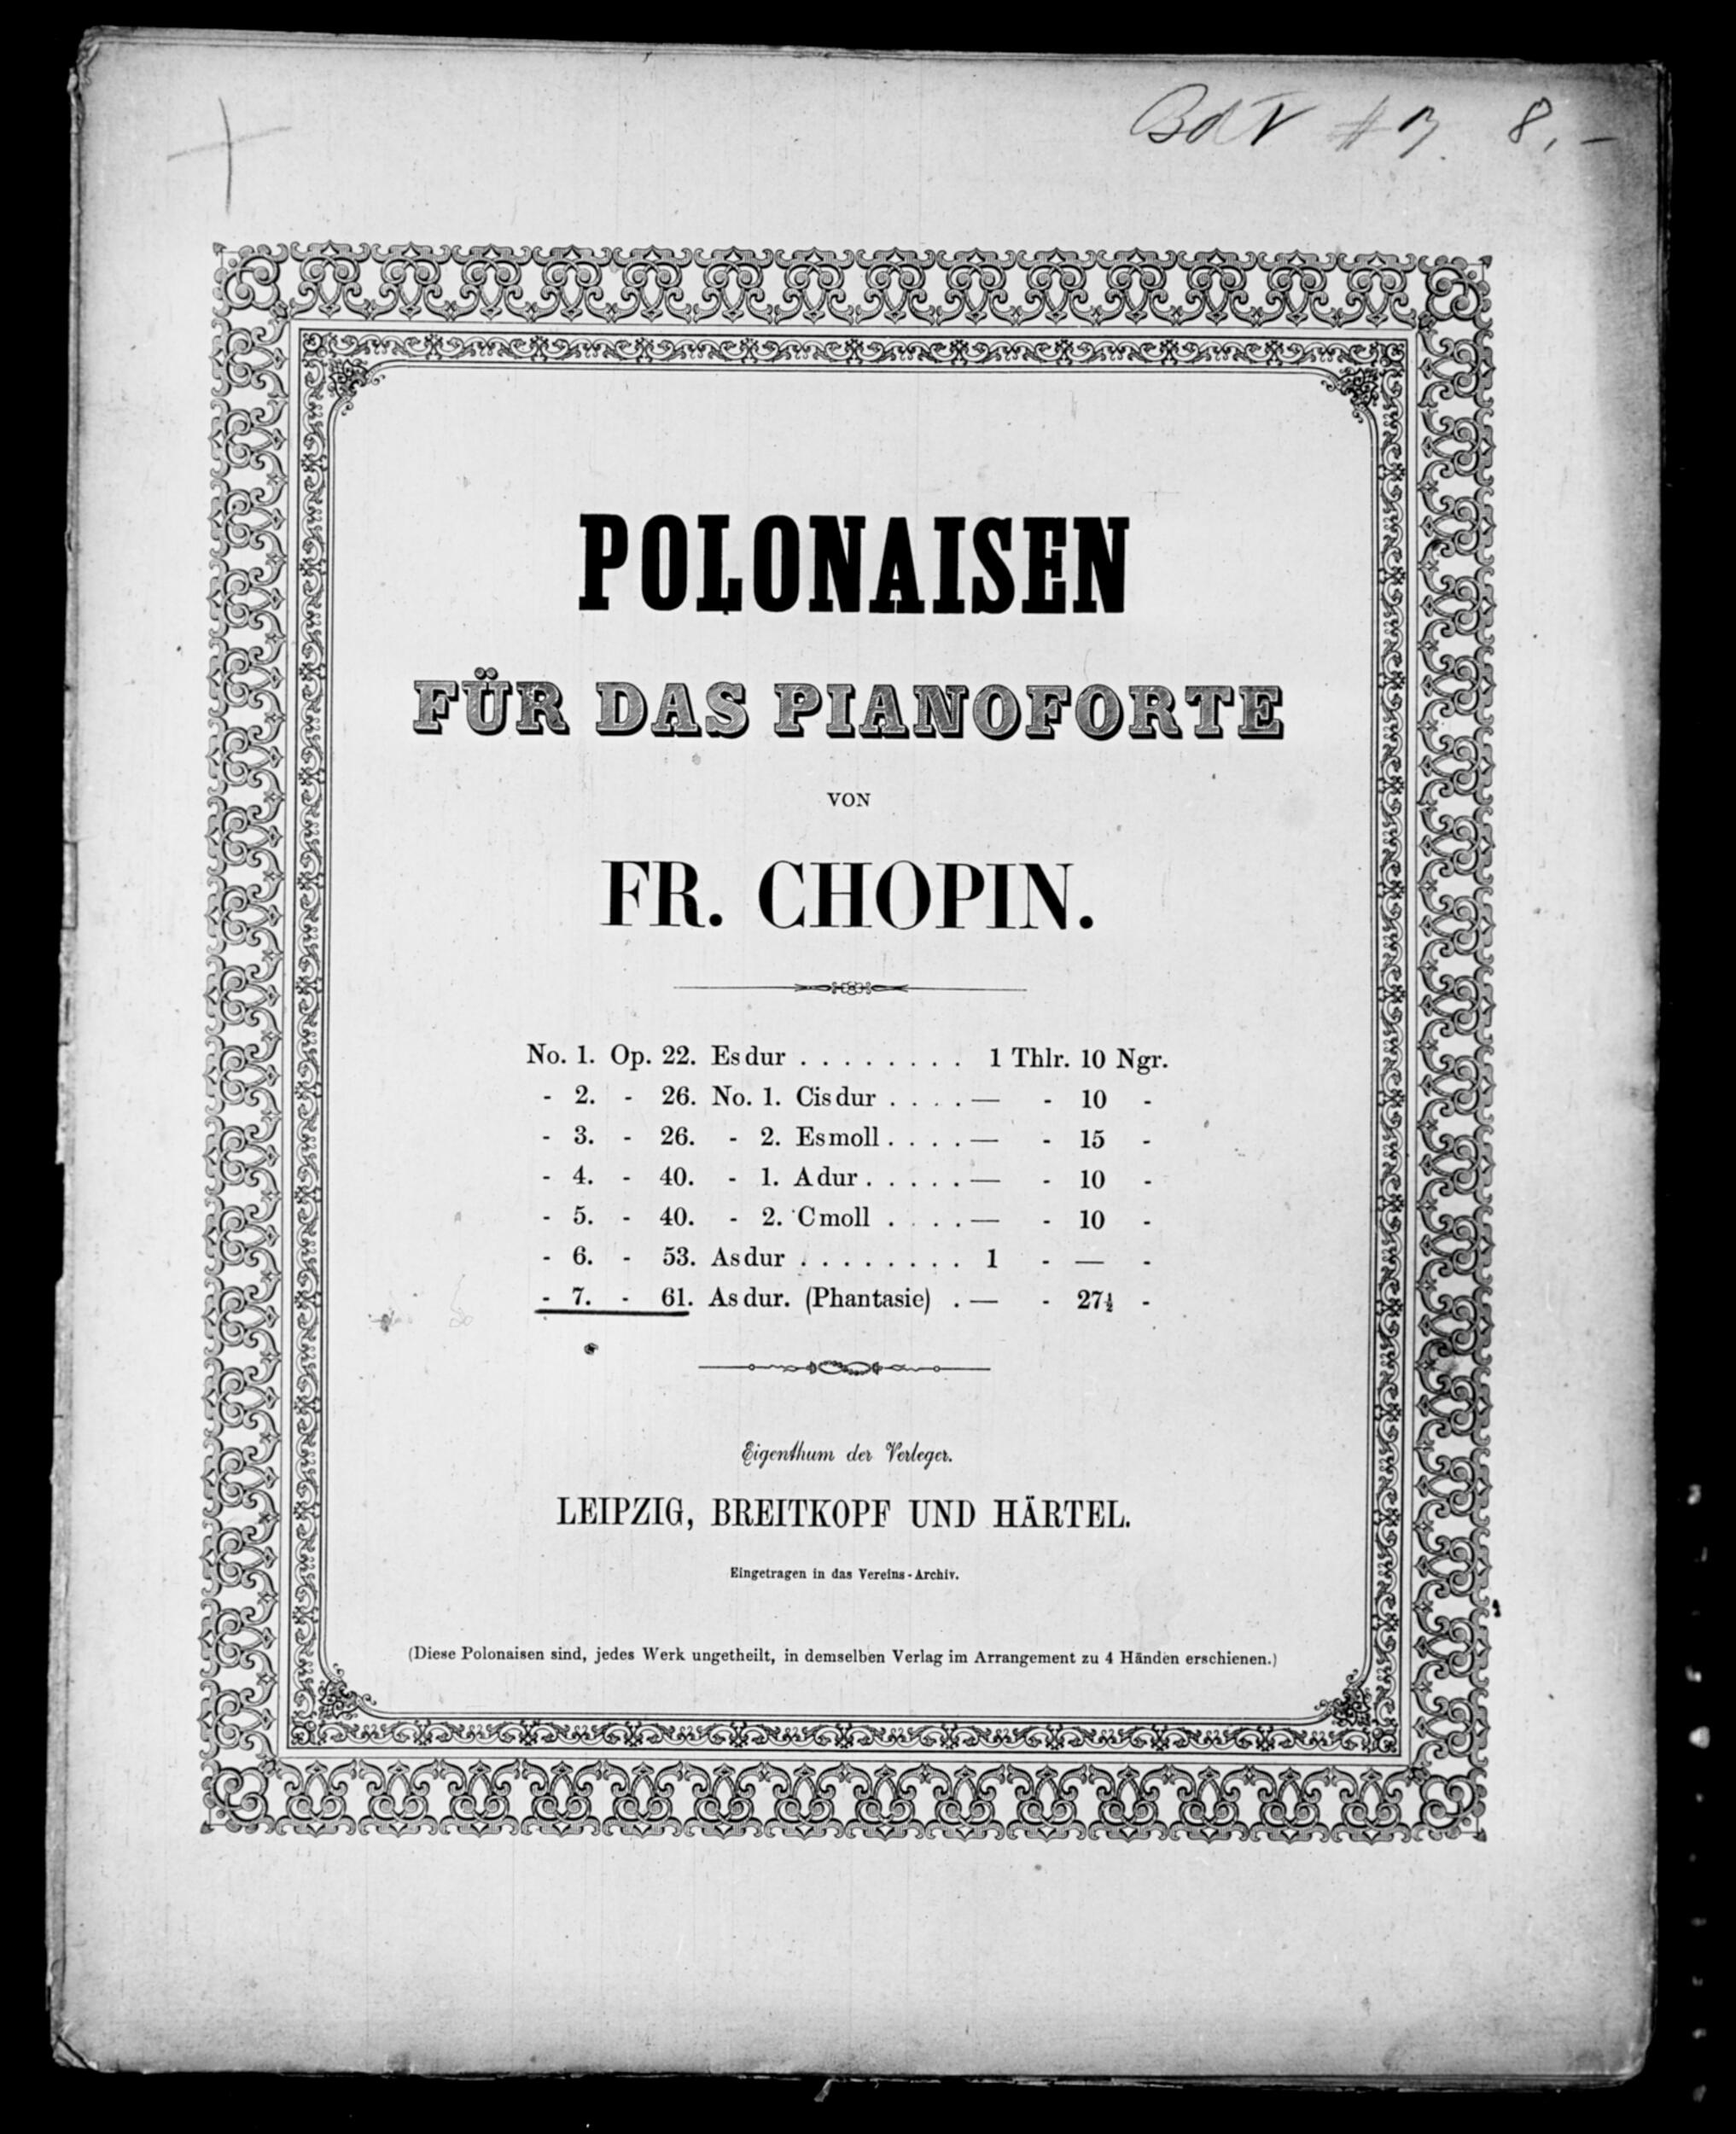 Bd V # 3. 8,-
POLONAISEN
FÜR DAS PIANOFORTE
VON
FR. CHOPIN.
No. 1. Op. 22. Es dur . . . . . . . . 1 Thlr. 10 Ngr.
- 2. - 26. No. 1. Cis dur . . . . — - 10 -
- 3. - 26. - 2. Es moll . . . . — - 15 -
- 4. - 40. - 1. A dur . . . . . — - 10 -
- 5. - 40. - 2. C moll . . . . — - 10 -
- 6. - 53. As dur . . . . . . . . 1 - — -
- 7. - 61. As dur. (Phantasie) . — - 27½ -
Eigenthum der Verleger.
LEIPZIG, BREITKOPF UND HÄRTEL.
Eingetragen in das Vereins-Archiv.
(Diese Polonaisen sind, jedes Werk ungetheilt, in demselben Verlag im Arrangement zu 4 Händen erschienen.)